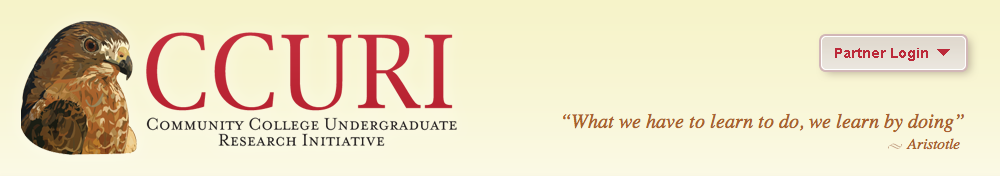 CCURI
COMMUNITY COLLEGE UNDERGRADUATE
RESEARCH INITIATIVE
Partner Login
“What we have to learn to do, we learn by doing”
Aristotle